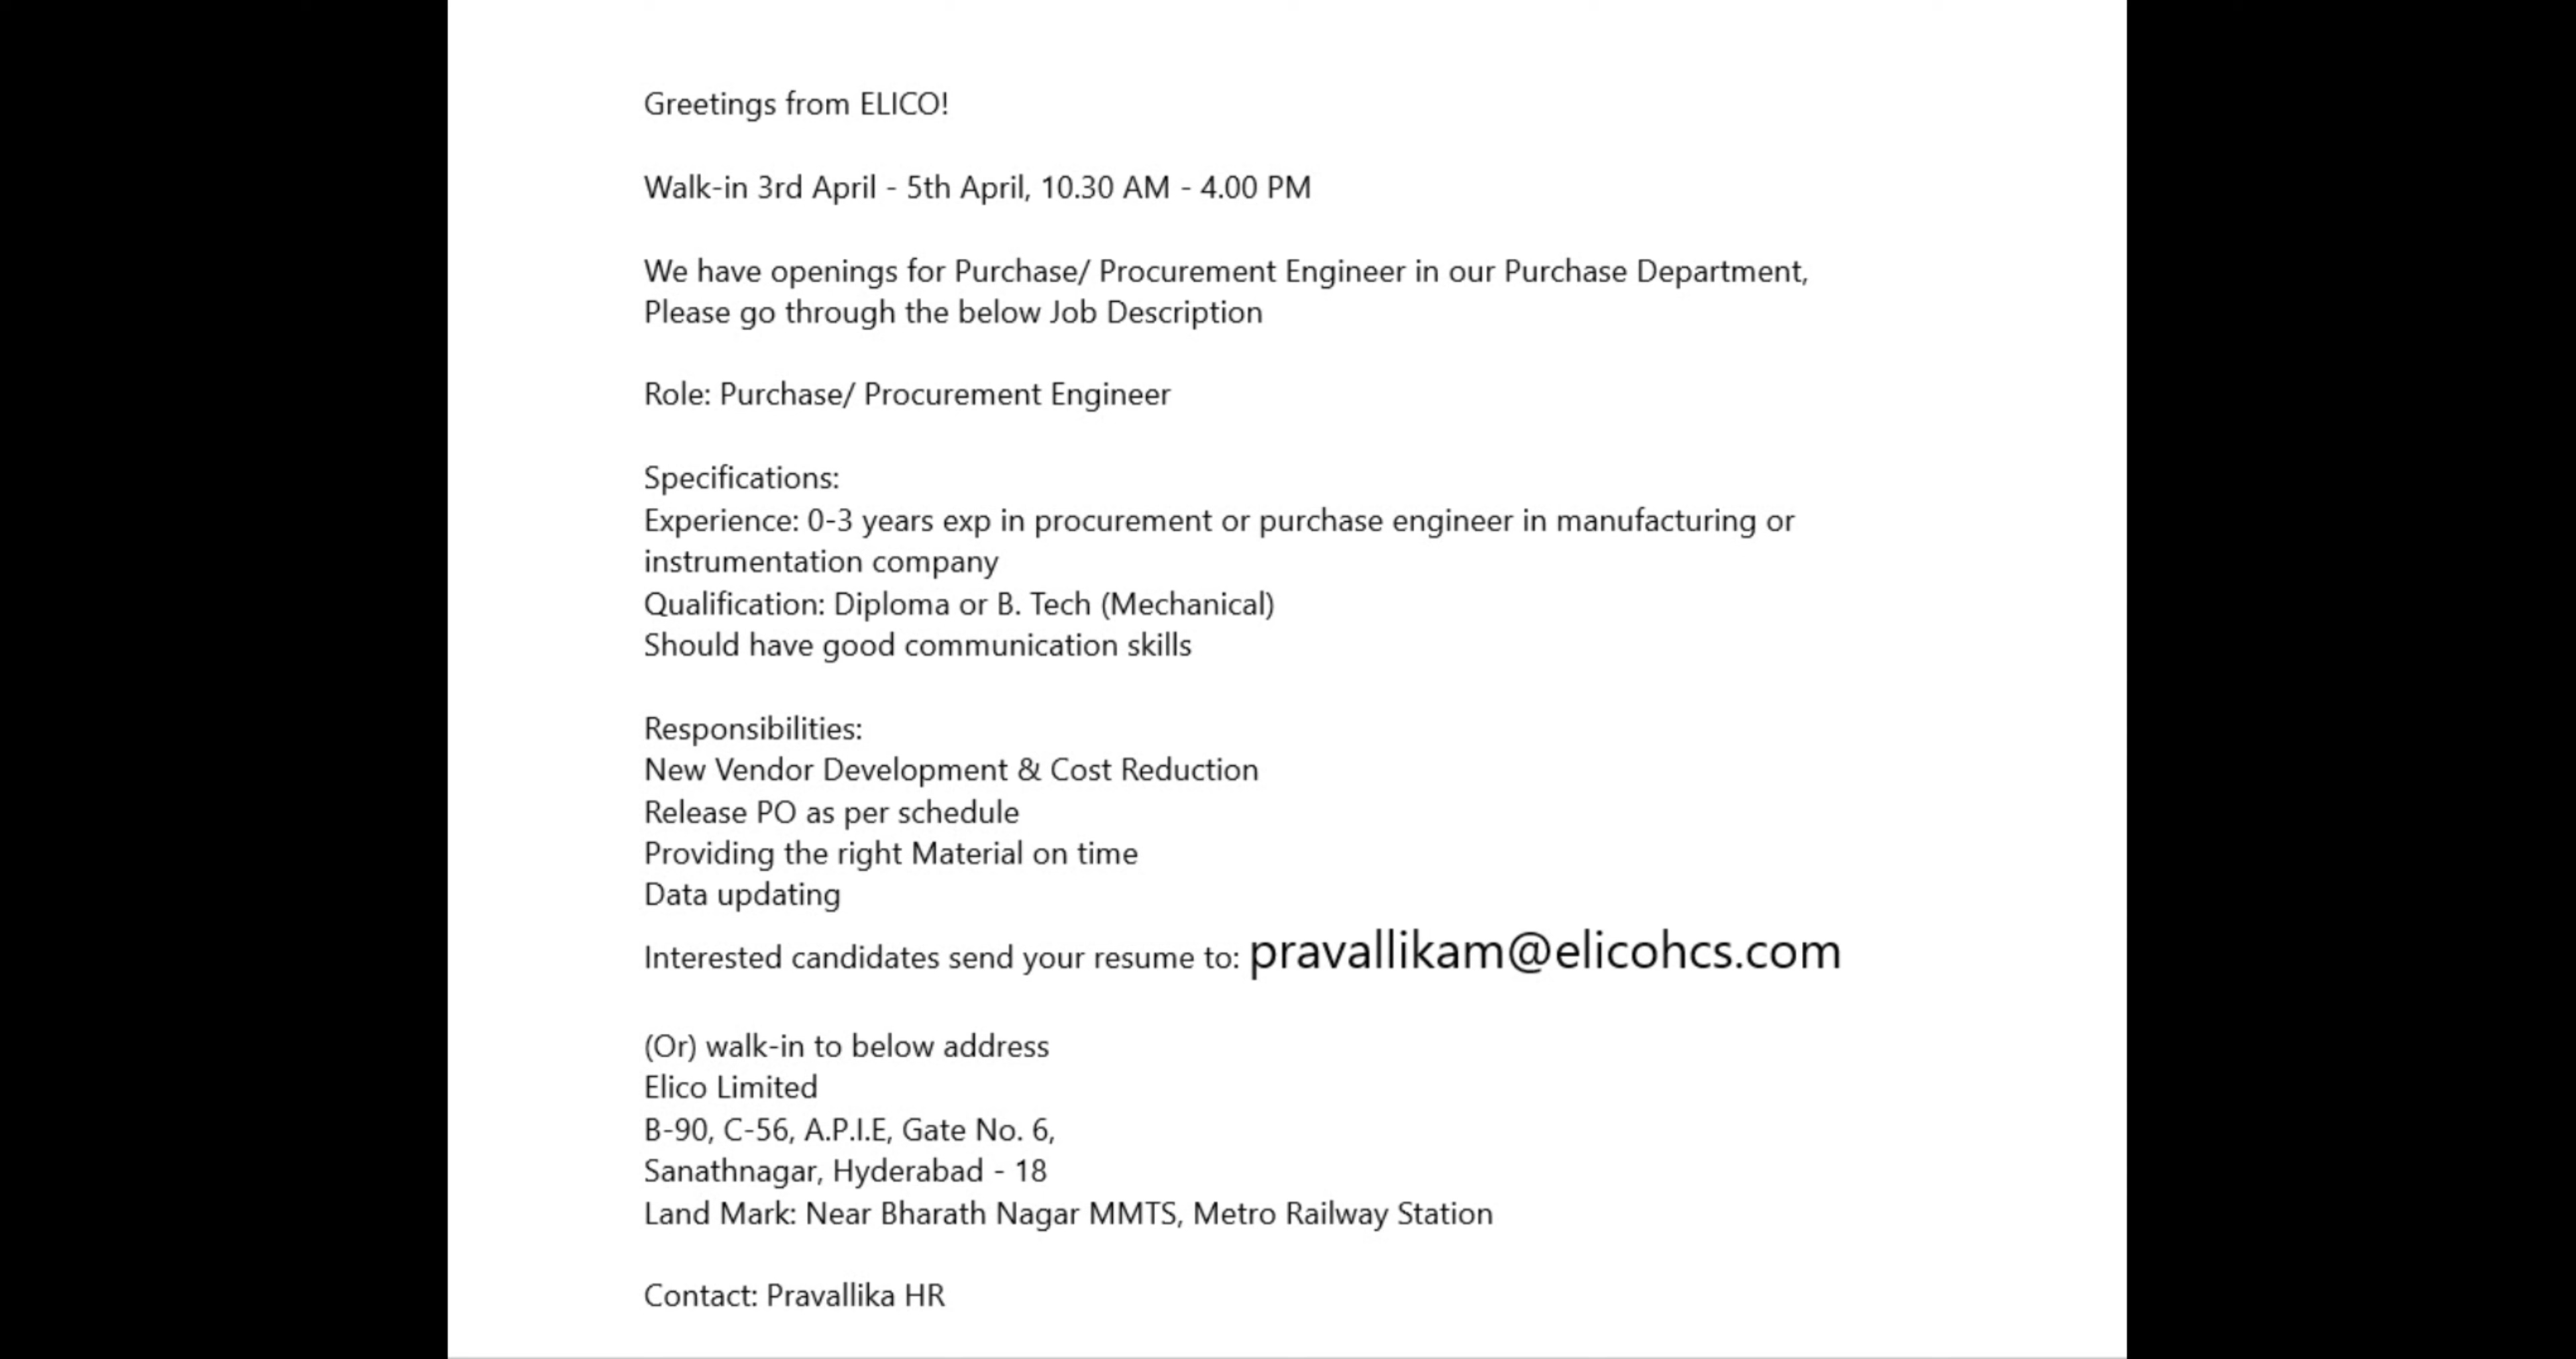 Greetings from ELICO!
Walk-in 3rd April - 5th April, 10.30 AM - 4.00 PM
We have openings for Purchase/ Procurement Engineer in our Purchase Department,
Please go through the below Job Description
Role: Purchase/ Procurement Engineer
Specifications:
Experience: 0-3 years exp in procurement or purchase engineer in manufacturing or
instrumentation company
Qualification: Diploma or B. Tech (Mechanical)
Should have good communication skills
Responsibilities:
New Vendor Development & Cost Reduction
Release PO as per schedule
Providing the right Material on time
Data updating
Interested candidates send your resume to: pravallikam@elicohcs.com
(Or) walk-in to below address
Elico Limited
B-90, C-56, A.P.I.E, Gate No. 6,
Sanathnagar, Hyderabad - 18
Land Mark: Near Bharath Nagar MMTS, Metro Railway Station
Contact: Pravallika HR